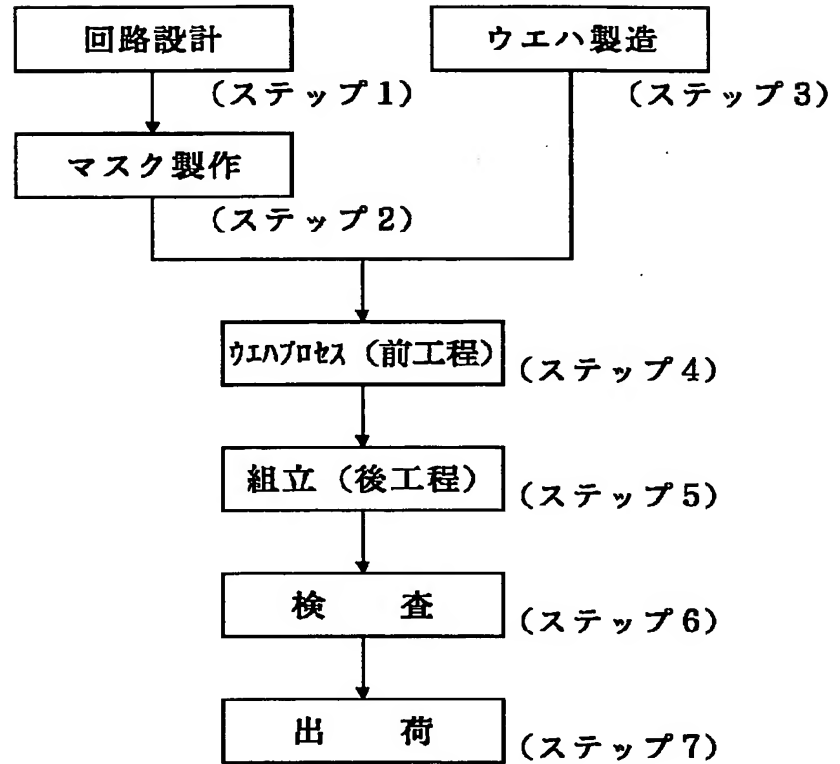 回路設計
(ステップ1)
マスク製作
(ステップ2)
ウエハ製造
(ステップ3)
ウエハプロセス(前工程)
(ステップ4)
組立(後工程)
(ステップ5)
検 査
(ステップ6)
出 荷
(ステップ7)